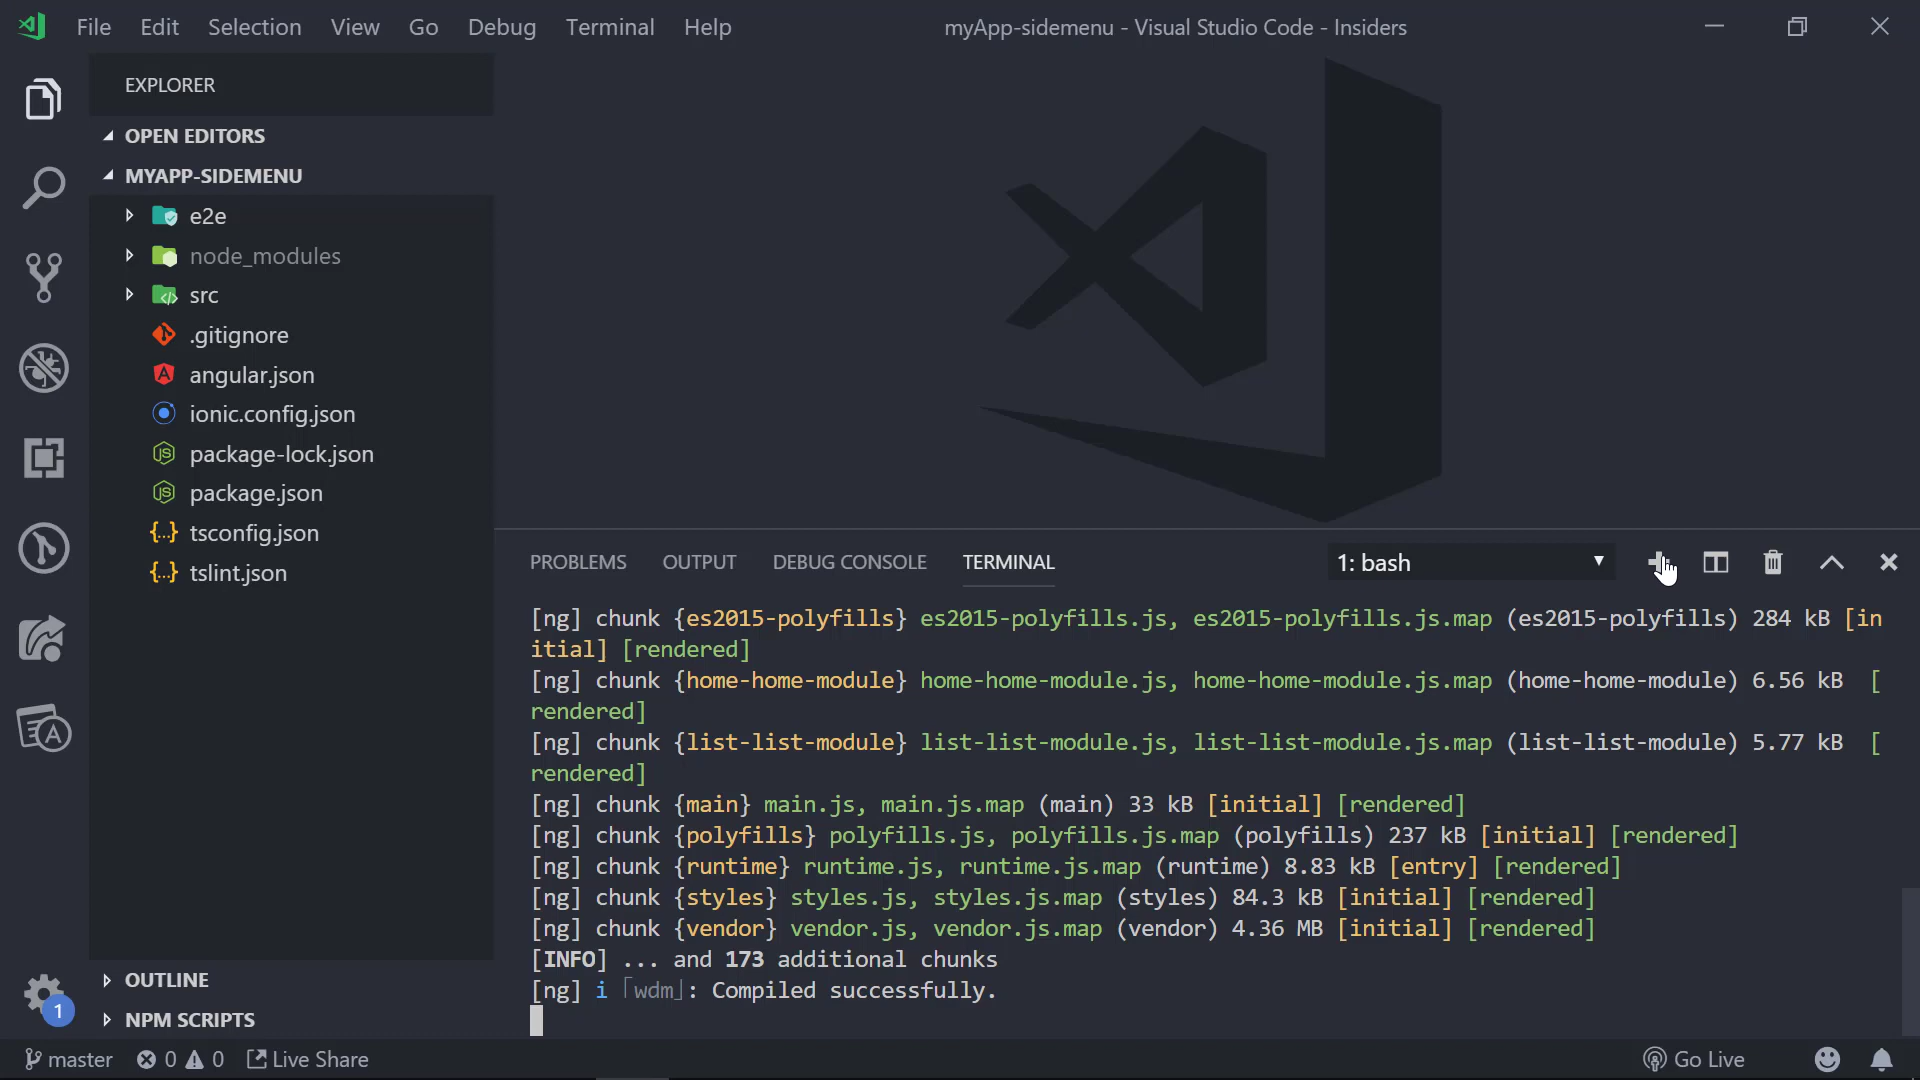 File Edit Selection View Go Debug Terminal Help myApp-sidemenu - Visual Studio Code - Insiders
EXPLORER
OPEN EDITORS
MYAPP-SIDEMENU
e2e
node_modules
src
.gitignore
angular.json
ionic.config.json
package-lock.json
package.json
tsconfig.json
tslint.json
OUTLINE
NPM SCRIPTS
1
PROBLEMS OUTPUT DEBUG CONSOLE TERMINAL 1: bash
[ng] chunk {es2015-polyfills} es2015-polyfills.js, es2015-polyfills.js.map (es2015-polyfills) 284 kB [in
itial] [rendered]
[ng] chunk {home-home-module} home-home-module.js, home-home-module.js.map (home-home-module) 6.56 kB [
rendered]
[ng] chunk {list-list-module} list-list-module.js, list-list-module.js.map (list-list-module) 5.77 kB [
rendered]
[ng] chunk {main} main.js, main.js.map (main) 33 kB [initial] [rendered]
[ng] chunk {polyfills} polyfills.js, polyfills.js.map (polyfills) 237 kB [initial] [rendered]
[ng] chunk {runtime} runtime.js, runtime.js.map (runtime) 8.83 kB [entry] [rendered]
[ng] chunk {styles} styles.js, styles.js.map (styles) 84.3 kB [initial] [rendered]
[ng] chunk {vendor} vendor.js, vendor.js.map (vendor) 4.36 MB [initial] [rendered]
[INFO] ... and 173 additional chunks
[ng] i ｢wdm｣: Compiled successfully.
master 0 0 Live Share Go Live